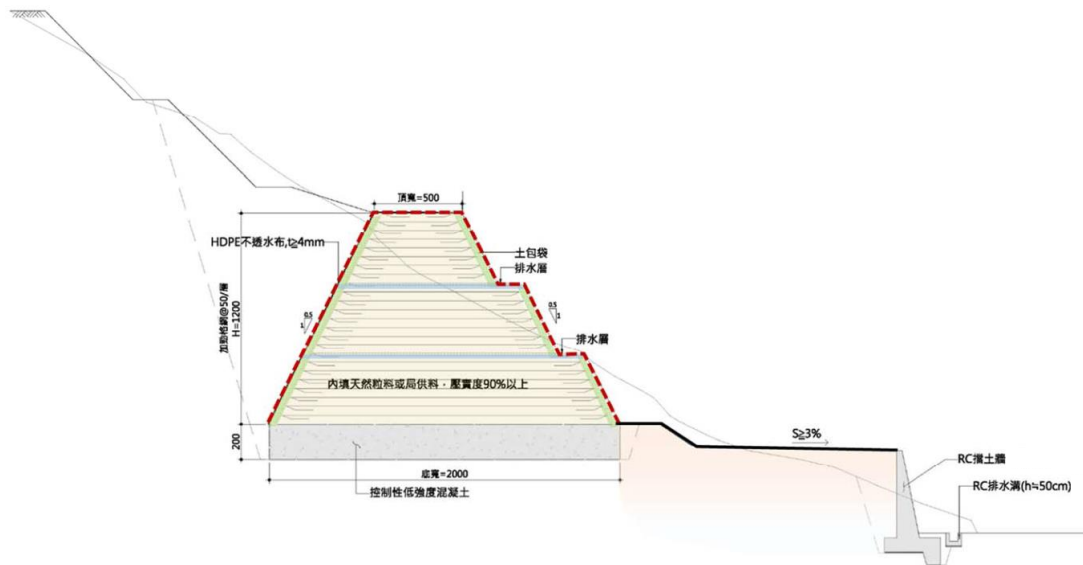 頂寬=500
HDPE不透水布,t≧4mm
土包袋
排水層
加勁格網@50/層
H=1200
0.5
1
0.5
1
排水層
內填天然粒料或局供料，壓實度90%以上
200
S≧3%
底寬=2000
控制性低強度混凝土
RC擋土牆
RC排水溝(h≒50cm)